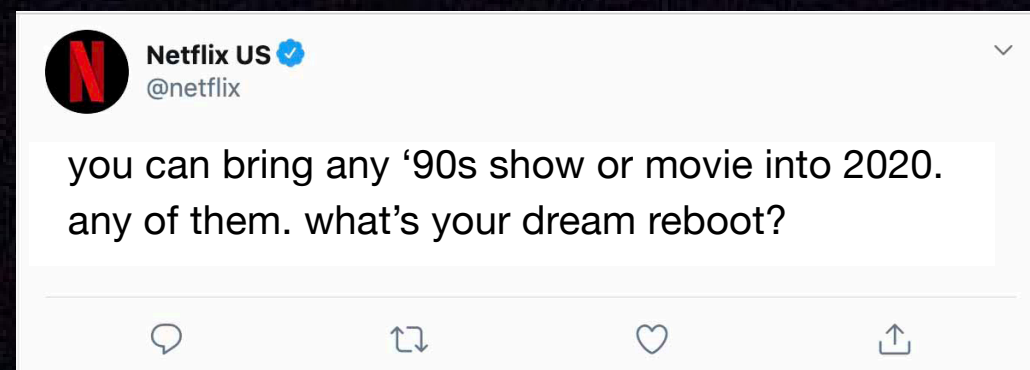 Netflix US
@netflix
you can bring any ‘90s show or movie into 2020.
any of them. what’s your dream reboot?